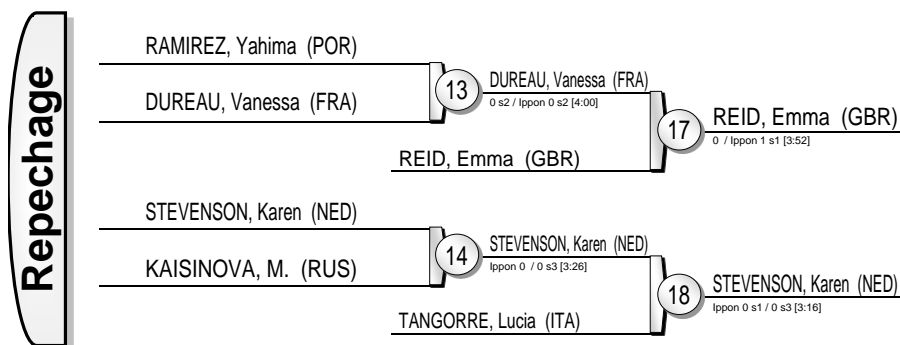 Repechage
RAMIREZ, Yahima (POR)
DUREAU, Vanessa (FRA)
13
DUREAU, Vanessa (FRA)
0 s2 / Ippon 0 s2 [4:00]
REID, Emma (GBR)
17
REID, Emma (GBR)
0 / Ippon 1 s1 [3:52]
STEVENSON, Karen (NED)
KAISINOVA, M. (RUS)
14
STEVENSON, Karen (NED)
Ippon 0 / 0 s3 [3:26]
TANGORRE, Lucia (ITA)
18
STEVENSON, Karen (NED)
Ippon 0 s1 / 0 s3 [3:16]